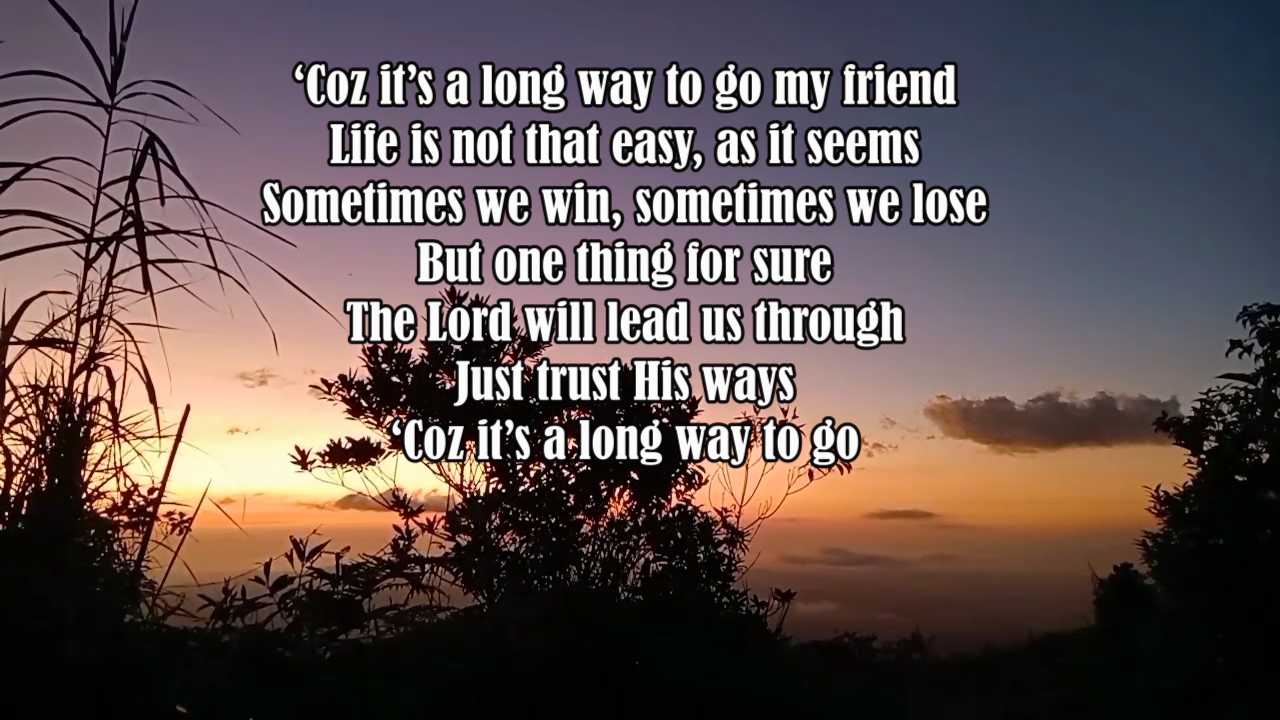 ‘Coz it’s a long way to go my friend
Life is not that easy, as it seems
Sometimes we win, sometimes we lose
But one thing for sure
The Lord will lead us through
Just trust His ways
‘Coz it’s a long way to go